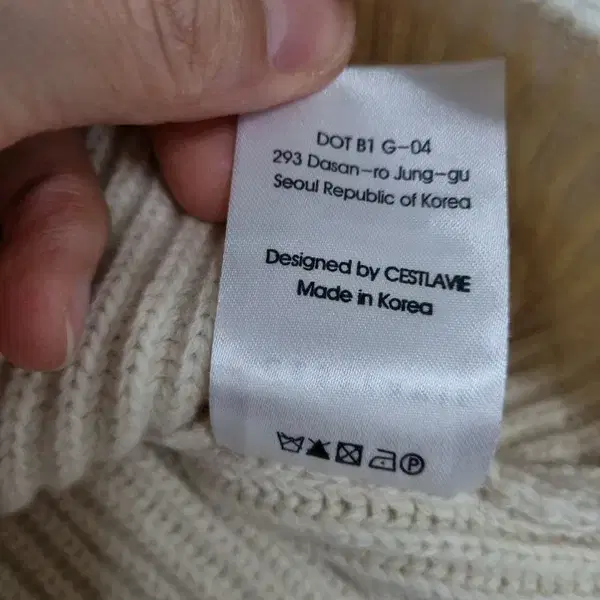 DOT B1 G-04
293 Dasan-ro Jung-gu
Seoul Republic of Korea
Designed by CESTLAVIE
Made in Korea
P